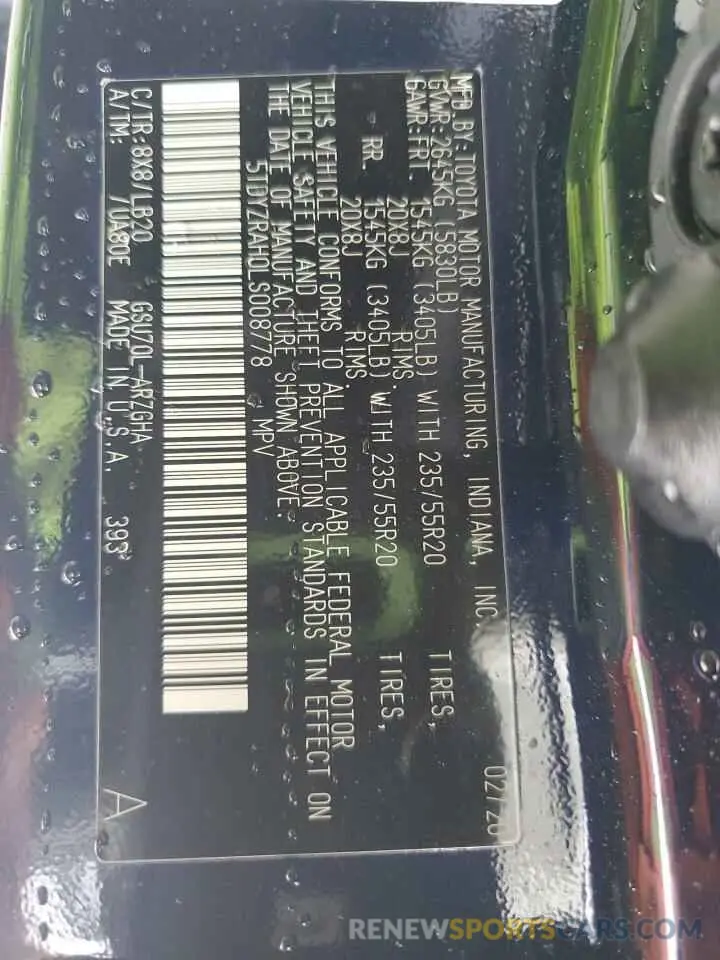 MFD BY: TOYOTA MOTOR MANUFACTURING, INDIANA, INC. 02/20
GVWR: 2645KG (5830LB)
GAWR: FRT. 1545KG (3405LB) WITH 235/55R20 TIRES,
20X8J RIMS.
RR. 1545KG (3405LB) WITH 235/55R20 TIRES,
20X8J RIMS.
THIS VEHICLE CONFORMS TO ALL APPLICABLE FEDERAL MOTOR
VEHICLE SAFETY AND THEFT PREVENTION STANDARDS IN EFFECT ON
THE DATE OF MANUFACTURE SHOWN ABOVE.
5TDYZRAH0LS008778 MPV
C/TR: 8X8/LB20 GSU70L-ARZGHA A
A/TM: /UA80E MADE IN U.S.A. 393
RENEWSPORTSCARS.COM